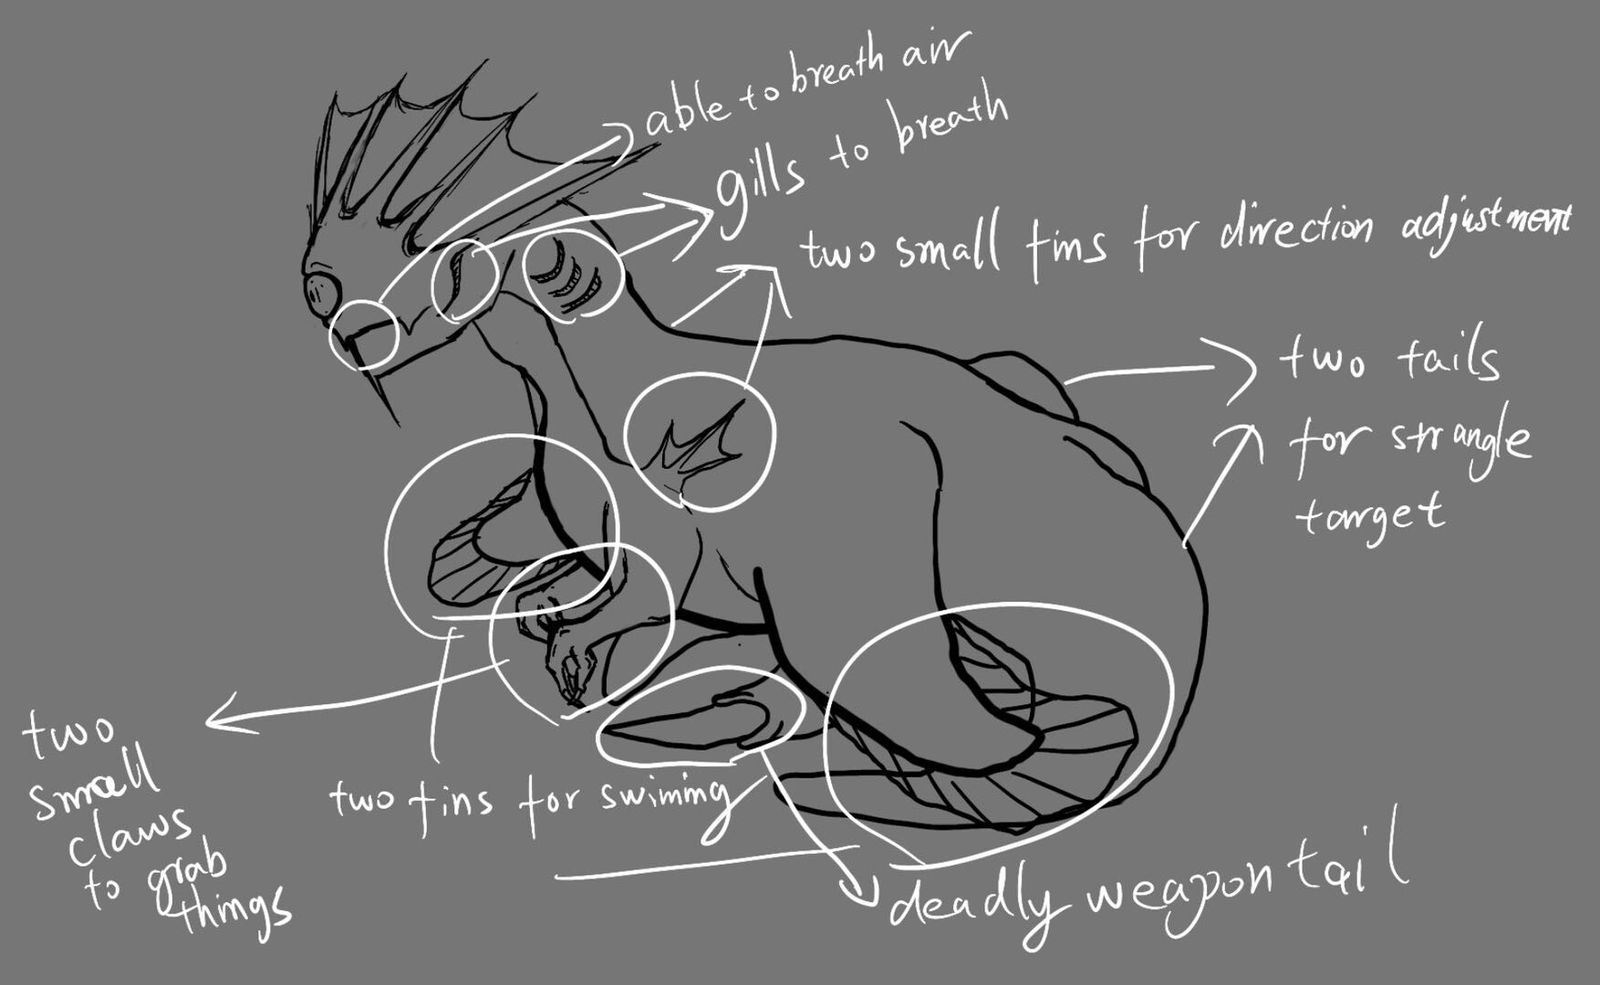 able to breath air
gills to breath
two small fins for direction adjustment
two tails
for strangle
target
two
small
claws
to grab
things
two fins for swiming
deadly weapon tail